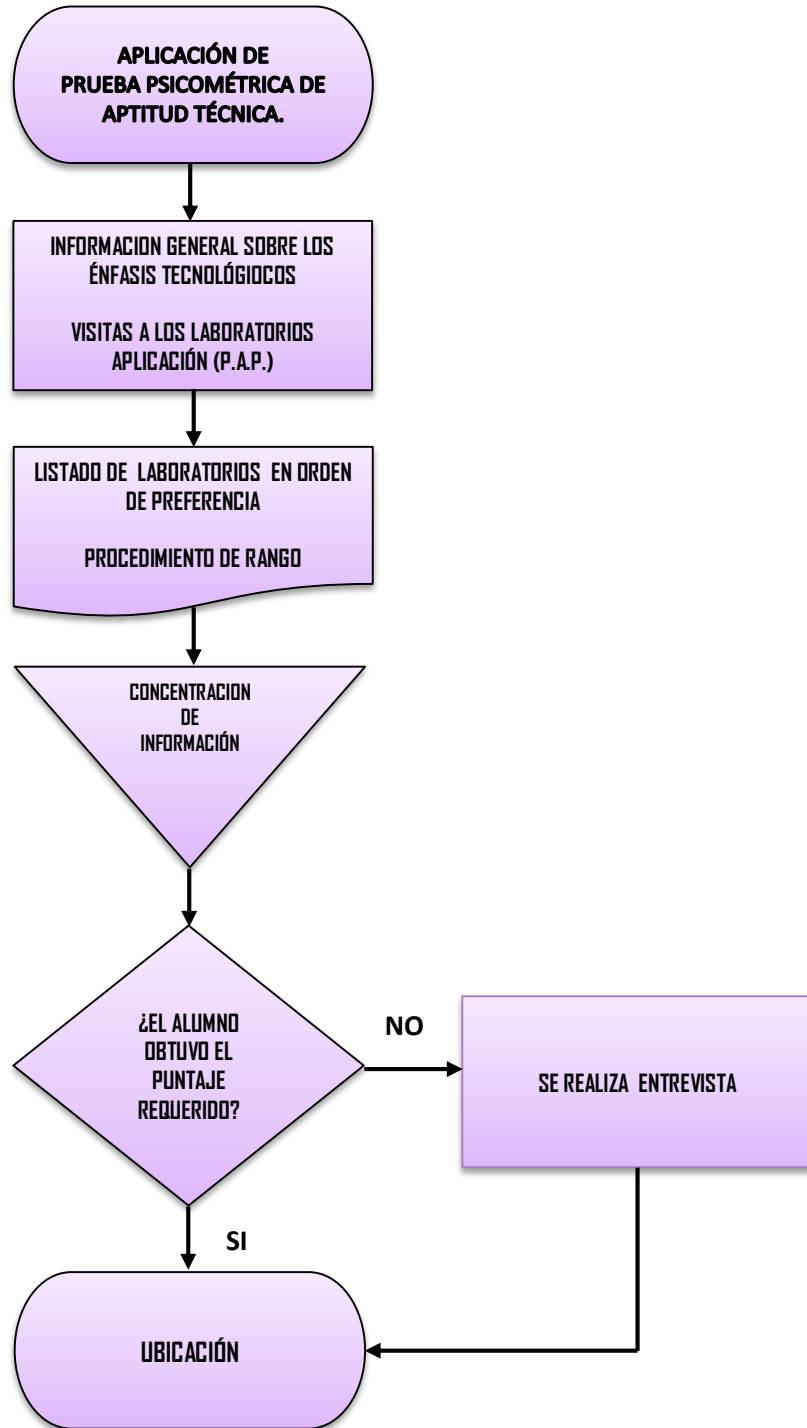 APLICACIÓN DE
PRUEBA PSICOMÉTRICA DE
APTITUD TÉCNICA.
INFORMACION GENERAL SOBRE LOS
ÉNFASIS TECNOLÓGIOCOS
VISITAS A LOS LABORATORIOS
APLICACIÓN (P.A.P.)
LISTADO DE LABORATORIOS EN ORDEN
DE PREFERENCIA
PROCEDIMIENTO DE RANGO
CONCENTRACION
DE
INFORMACIÓN
¿EL ALUMNO
OBTUVO EL
PUNTAJE
REQUERIDO?
NO
SE REALIZA ENTREVISTA
SI
UBICACIÓN